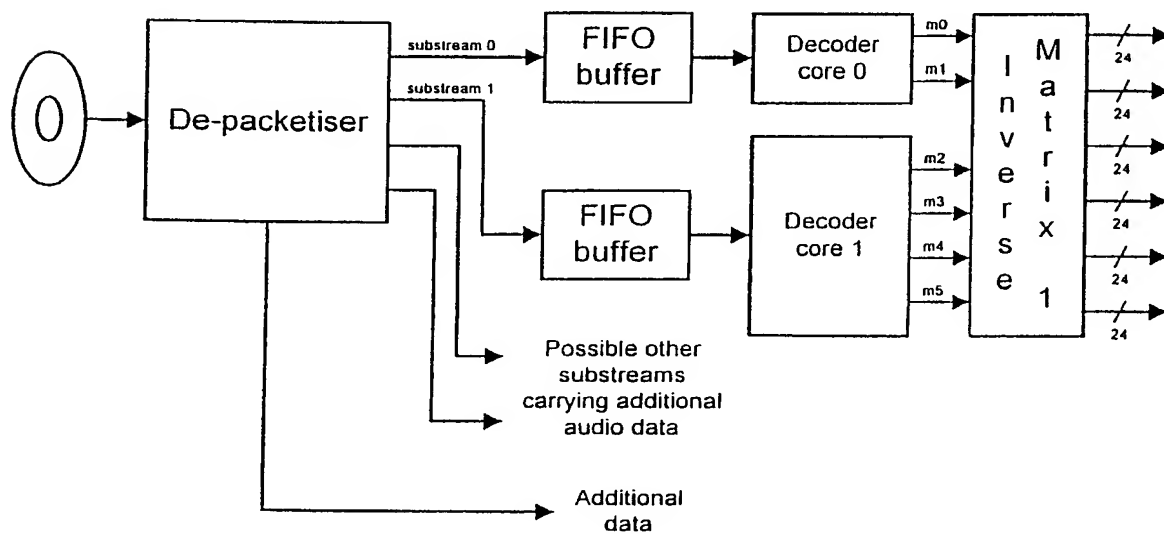 De-packetiser
substream 0
substream 1
FIFO
buffer
Decoder
core 0
m0
m1
FIFO
buffer
Decoder
core 1
m2
m3
m4
m5
Inverse
Matrix 1
24
24
24
24
24
24
Possible other
substreams
carrying additional
audio data
Additional
data